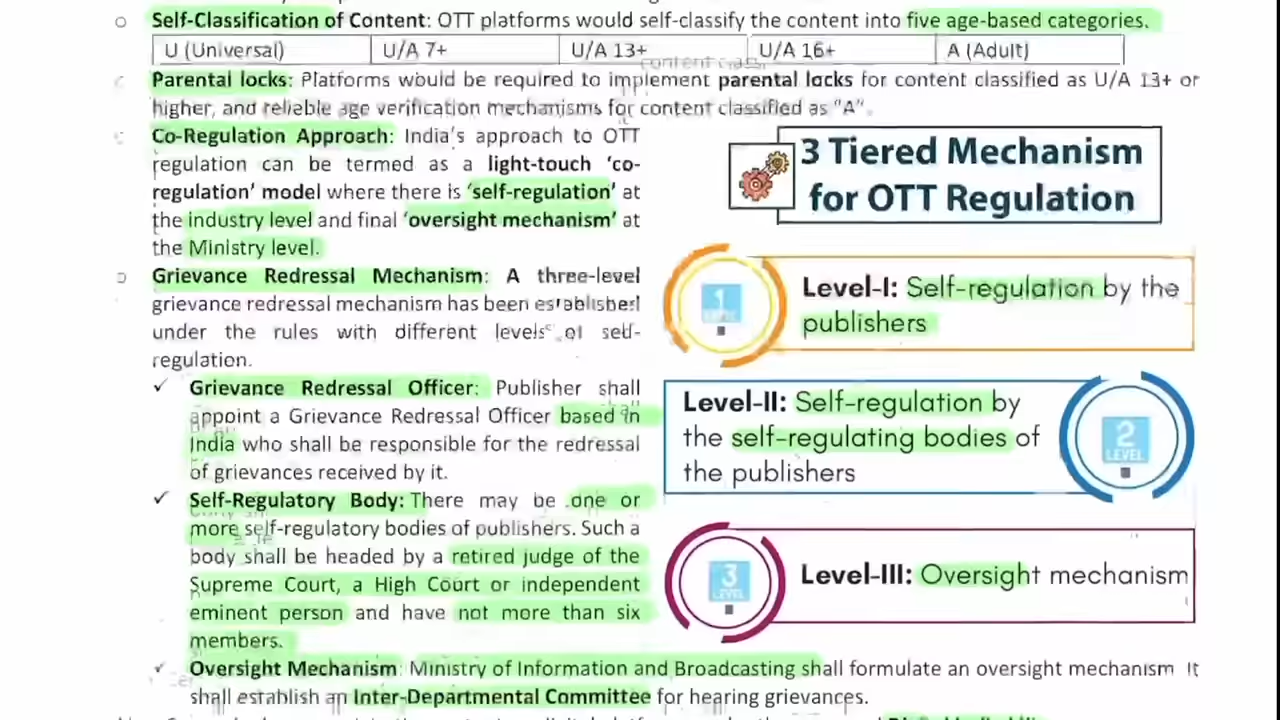 o Self-Classification of Content: OTT platforms would self-classify the content into five age-based categories.
U (Universal) U/A 7+ U/A 13+ U/A 16+ A (Adult)
Parental locks: Platforms would be required to implement parental locks for content classified as U/A 13+ or
higher, and reliable age verification mechanisms for content classified as "A".
Co-Regulation Approach: India's approach to OTT
regulation can be termed as a light-touch 'co-
regulation' model where there is 'self-regulation' at
the industry level and final 'oversight mechanism' at
the Ministry level.
Grievance Redressal Mechanism: A three-level
grievance redressal mechanism has been established
under the rules with different levels of self-
regulation.
✓ Grievance Redressal Officer: Publisher shall
appoint a Grievance Redressal Officer based in
India who shall be responsible for the redressal
of grievances received by it.
✓ Self-Regulatory Body: There may be one or
more self-regulatory bodies of publishers. Such a
body shall be headed by a retired judge of the
Supreme Court, a High Court or independent
eminent person and have not more than six
members.
3 Tiered Mechanism
for OTT Regulation
1
LEVEL
Level-I: Self-regulation by the
publishers
Level-II: Self-regulation by
the self-regulating bodies of
the publishers
2
LEVEL
3
LEVEL
Level-III: Oversight mechanism
✓ Oversight Mechanism: Ministry of Information and Broadcasting shall formulate an oversight mechanism It
shall establish an Inter-Departmental Committee for hearing grievances.